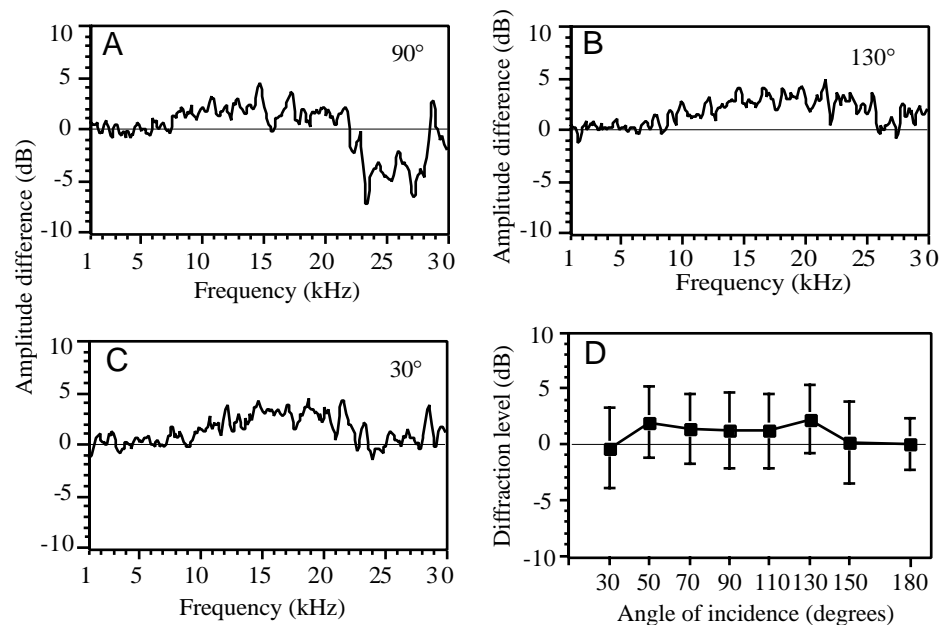 A
90°
10
5
0
-5
-10
1 5 10 15 20 25 30
Frequency (kHz)
Amplitude difference (dB)
B
130°
10
5
0
-5
-10
1 5 10 15 20 25 30
Frequency (kHz)
Amplitude difference (dB)
C
30°
10
5
0
-5
-10
1 5 10 15 20 25 30
Frequency (kHz)
D
10
5
0
-5
-10
30 50 70 90 110 130 150 180
Angle of incidence (degrees)
Diffraction level (dB)